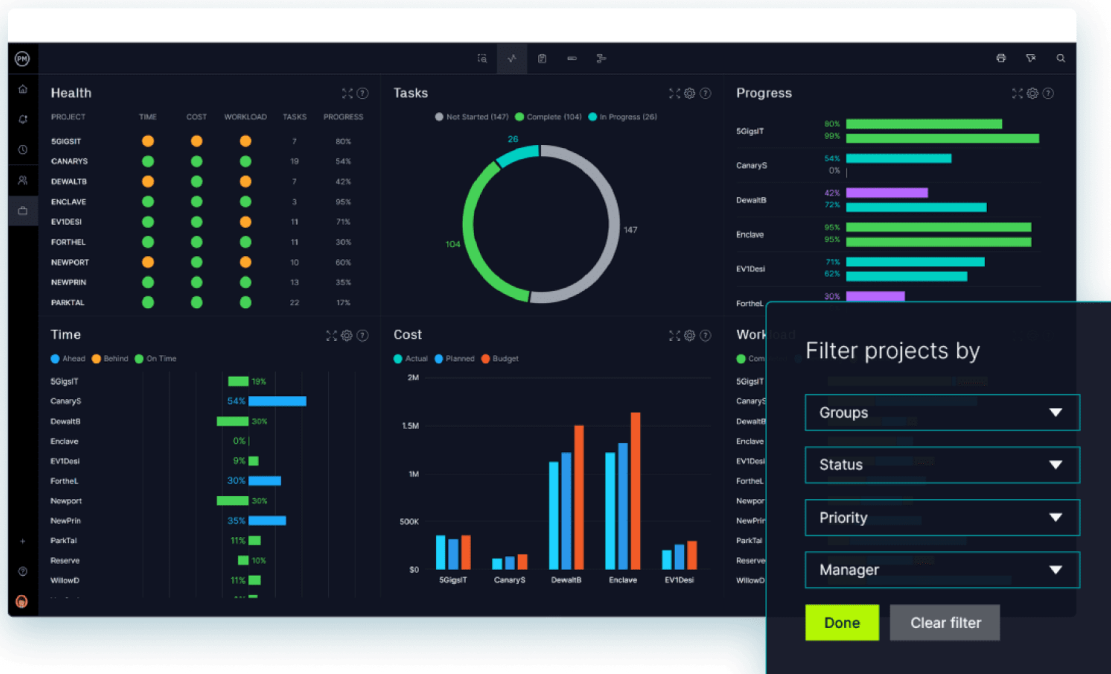 PM
Health
PROJECT TIME COST WORKLOAD TASKS PROGRESS
5GIGSIT 7 80%
CANARYS 19 54%
DEWALTB 7 42%
ENCLAVE 3 95%
EV1DESI 11 71%
FORTHEL 11 30%
NEWPORT 10 60%
NEWPRIN 13 35%
PARKTAL 22 17%
Tasks
Not Started (147) Complete (104) In Progress (26)
26
147
104
Progress
5GigsIT 80%
99%
CanaryS 54%
0%
DewaltB 42%
72%
Enclave 95%
95%
EV1Desi 71%
62%
FortheL 30%
Time
Ahead Behind On Time
5GigsIT 19%
CanaryS 54%
DewaltB 30%
Enclave 0%
EV1Desi 9%
FortheL 30%
Newport 30%
NewPrin 35%
ParkTal 11%
Reserve 10%
WillowD 11%
Cost
Actual Planned Budget
2M
1.5M
1M
500K
$0
5GigsIT CanaryS DewaltB Enclave EV1Desi
Workload
5GigsIT
CanaryS
DewaltB
Enclave
EV1Desi
FortheL
Newpor
NewPrin
ParkTal
Reserve
WillowD
Filter projects by
Groups
Status
Priority
Manager
Done Clear filter